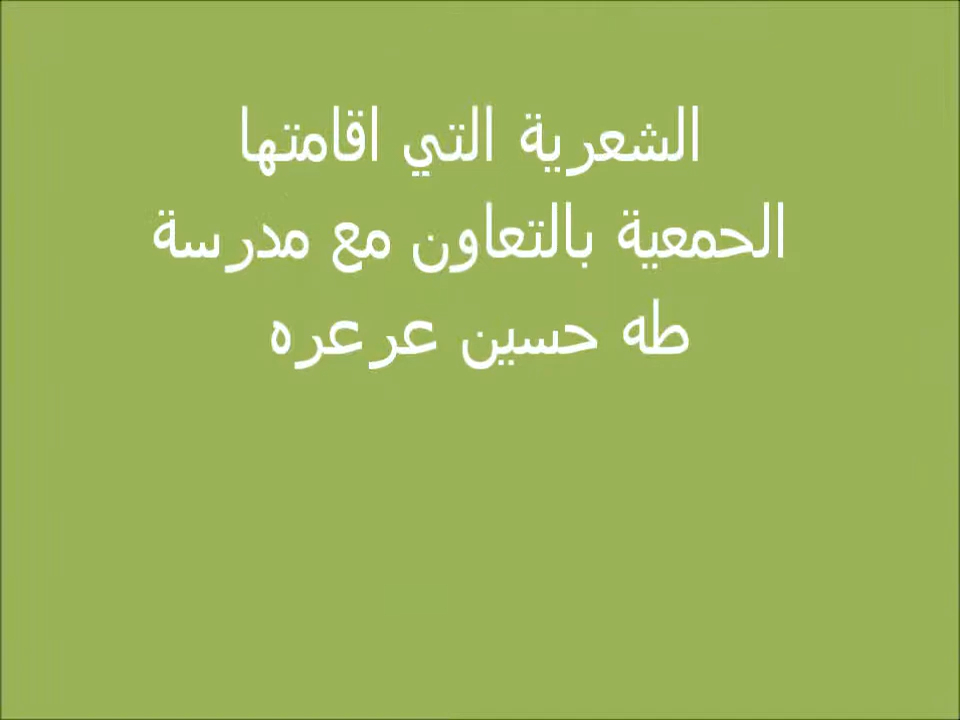 الشعرية التي اقامتها
الحمعية بالتعاون مع مدرسة
طه حسين عرعره